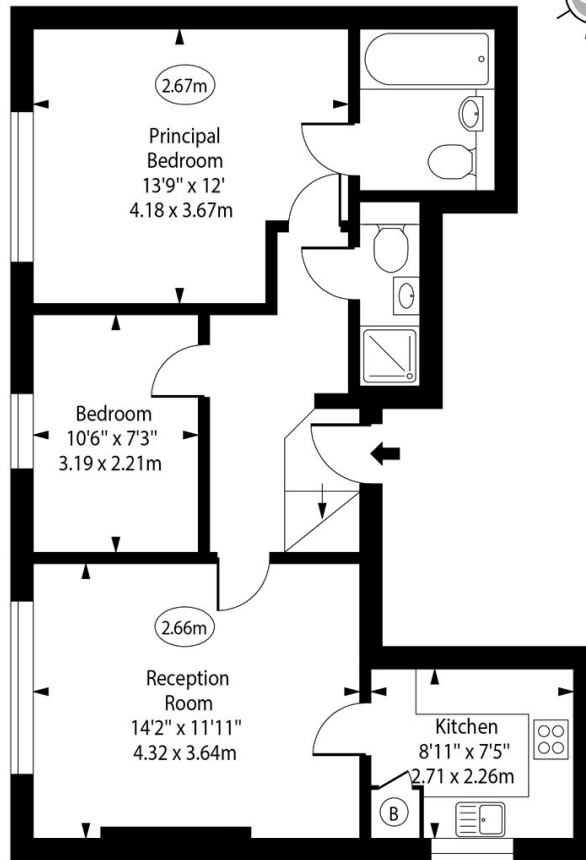 2.67m
Principal
Bedroom
13'9" x 12'
4.18 x 3.67m
Bedroom
10'6" x 7'3"
3.19 x 2.21m
2.66m
Reception
Room
14'2" x 11'11"
4.32 x 3.64m
Kitchen
8'11" x 7'5"
2.71 x 2.26m
B